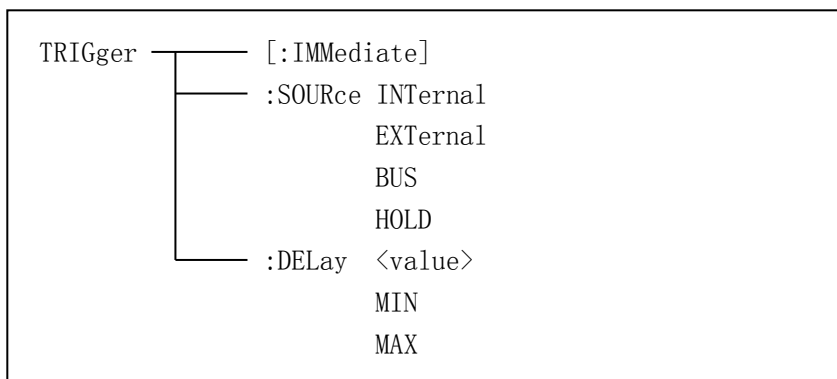 TRIGger [:IMMediate]
:SOURce INTernal
EXTernal
BUS
HOLD
:DELay <value>
MIN
MAX